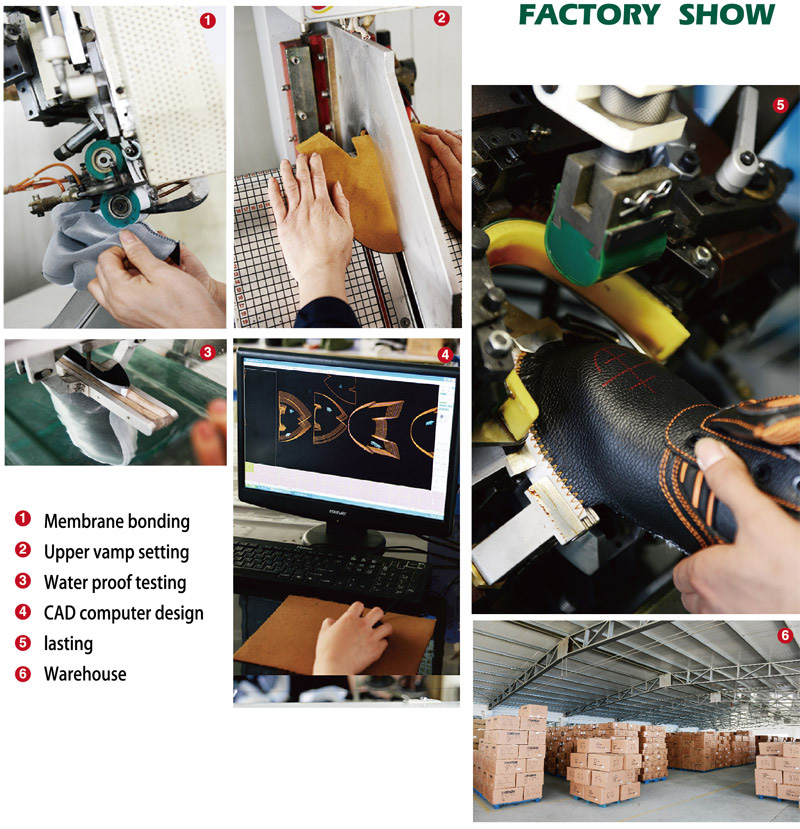 FACTORY SHOW
1
2
5
3
4
1 Membrane bonding
2 Upper vamp setting
3 Water proof testing
4 CAD computer design
5 lasting
6 Warehouse
6